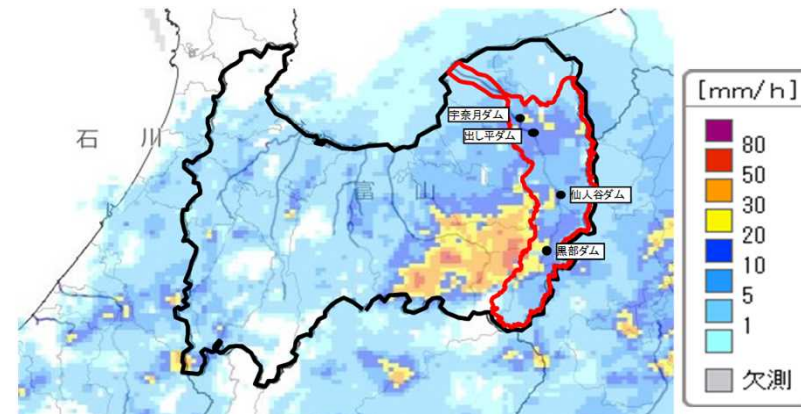 石川
富山
宇奈月ダム
出し平ダム
仙人谷ダム
黒部ダム
[mm/h]
80
50
30
20
10
5
1
欠測